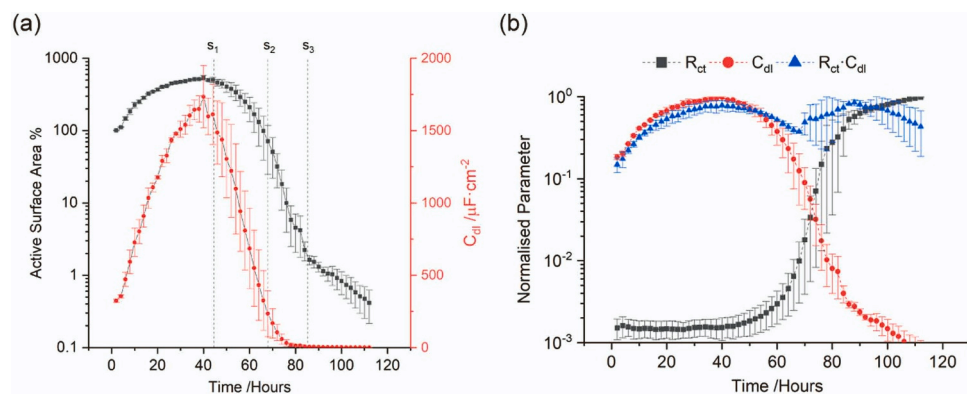 (a)
s1 s2 s3
1000
100
10
1
0.1
Active Surface Area %
0 20 40 60 80 100 120
Time /Hours
2000
1500
1000
500
0
Cdl /μF·cm-2
(b)
Rct Cdl Rct·Cdl
10^0
10^-1
10^-2
10^-3
Normalised Parameter
0 20 40 60 80 100 120
Time /Hours